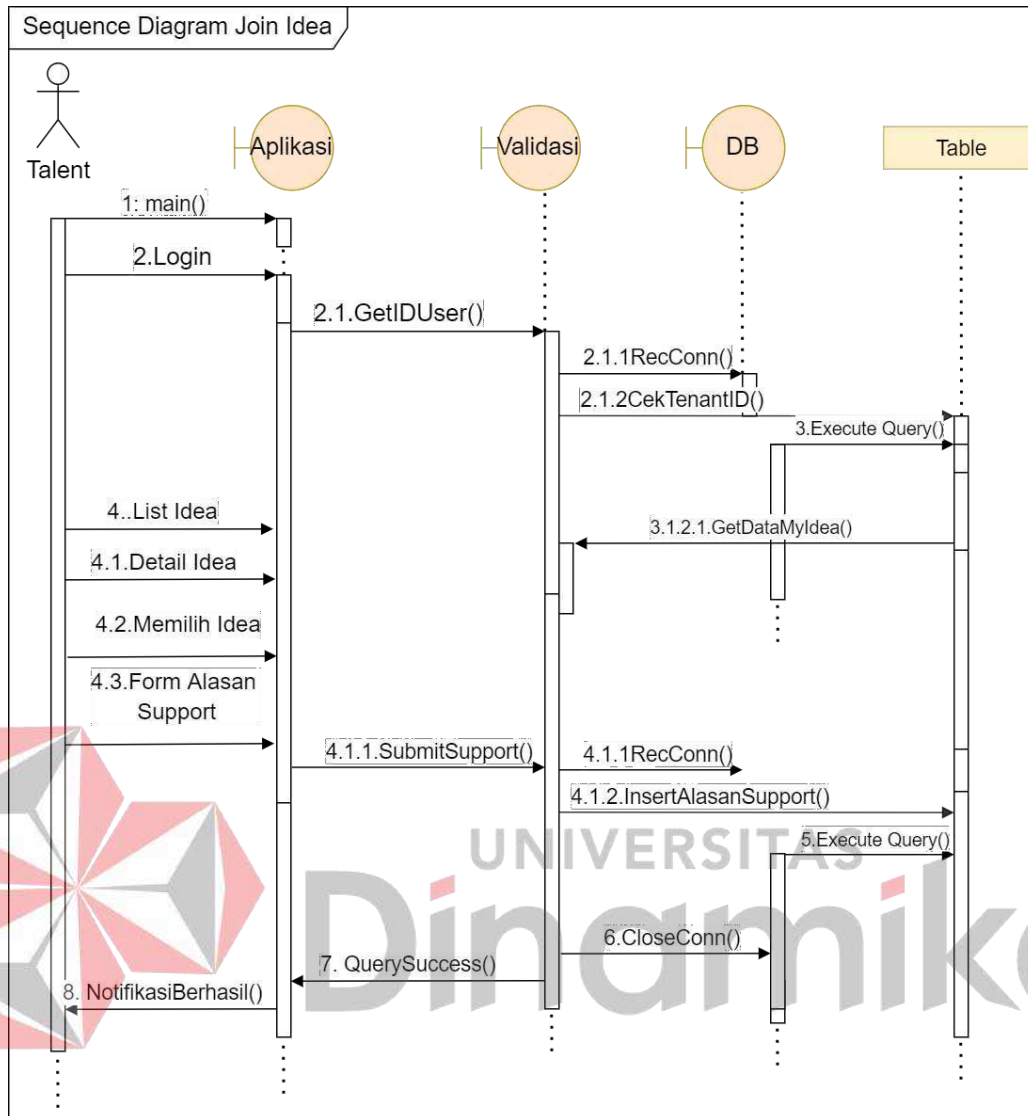 Sequence Diagram Join Idea
Talent
Aplikasi
Validasi
DB
Table
1: main()
2.Login
2.1.GetIDUser()
2.1.1RecConn()
2.1.2CekTenantID()
3.Execute Query()
4..List Idea
3.1.2.1.GetDataMyIdea()
4.1.Detail Idea
4.2.Memilih Idea
4.3.Form Alasan
Support
4.1.1.SubmitSupport()
4.1.1RecConn()
4.1.2.InsertAlasanSupport()
5.Execute Query()
UNIVERSITAS
Dinamika
6.CloseConn()
7. QuerySuccess()
8. NotifikasiBerhasil()